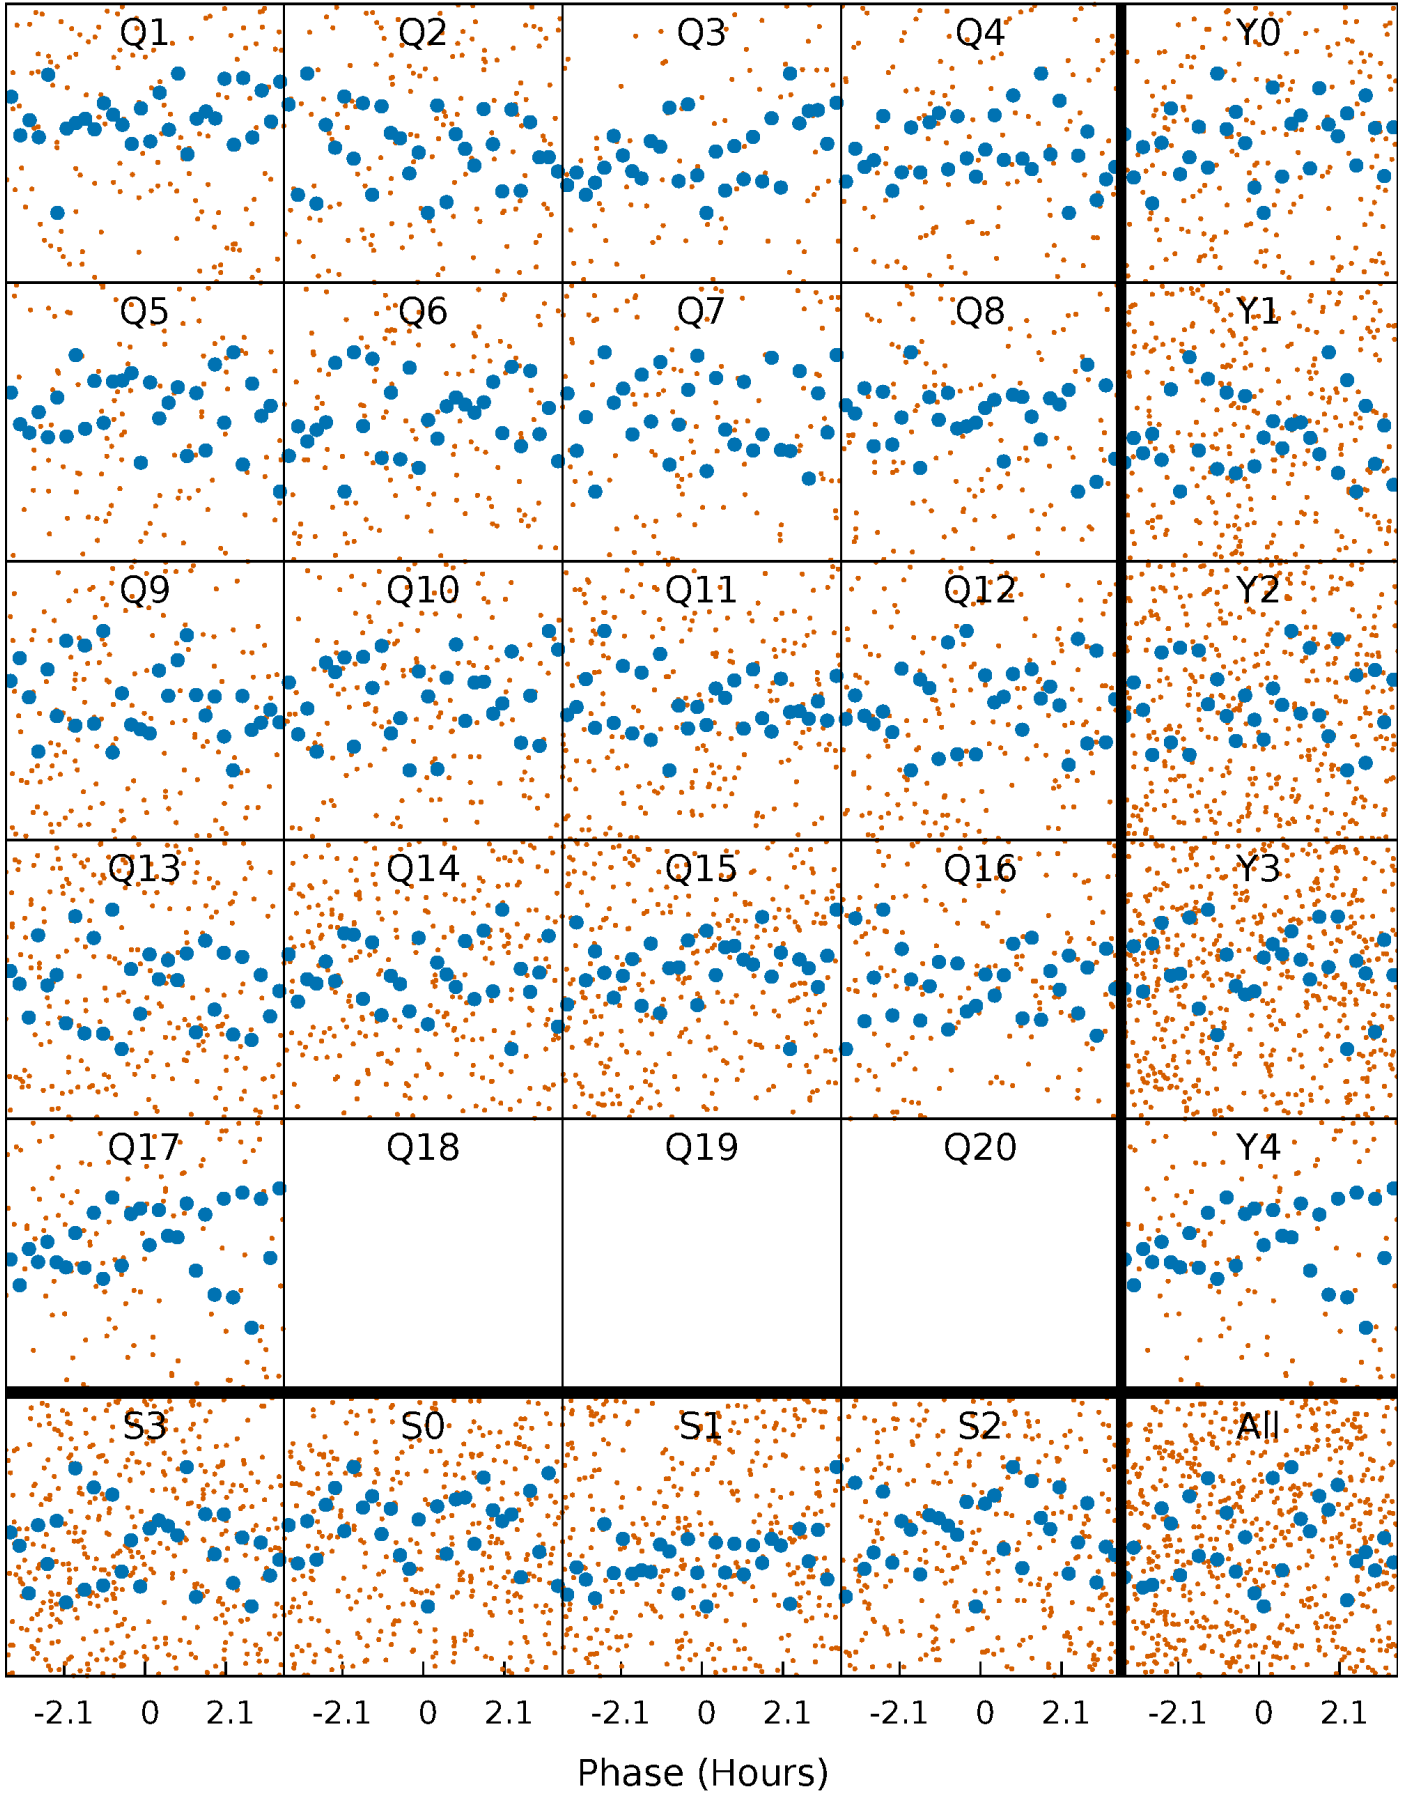 Q1 Q2 Q3 Q4 Y0
Q5 Q6 Q7 Q8 Y1
Q9 Q10 Q11 Q12 Y2
Q13 Q14 Q15 Q16 Y3
Q17 Q18 Q19 Q20 Y4
S3 S0 S1 S2 All
-2.1 0 2.1 -2.1 0 2.1 -2.1 0 2.1 -2.1 0 2.1 -2.1 0 2.1
Phase (Hours)